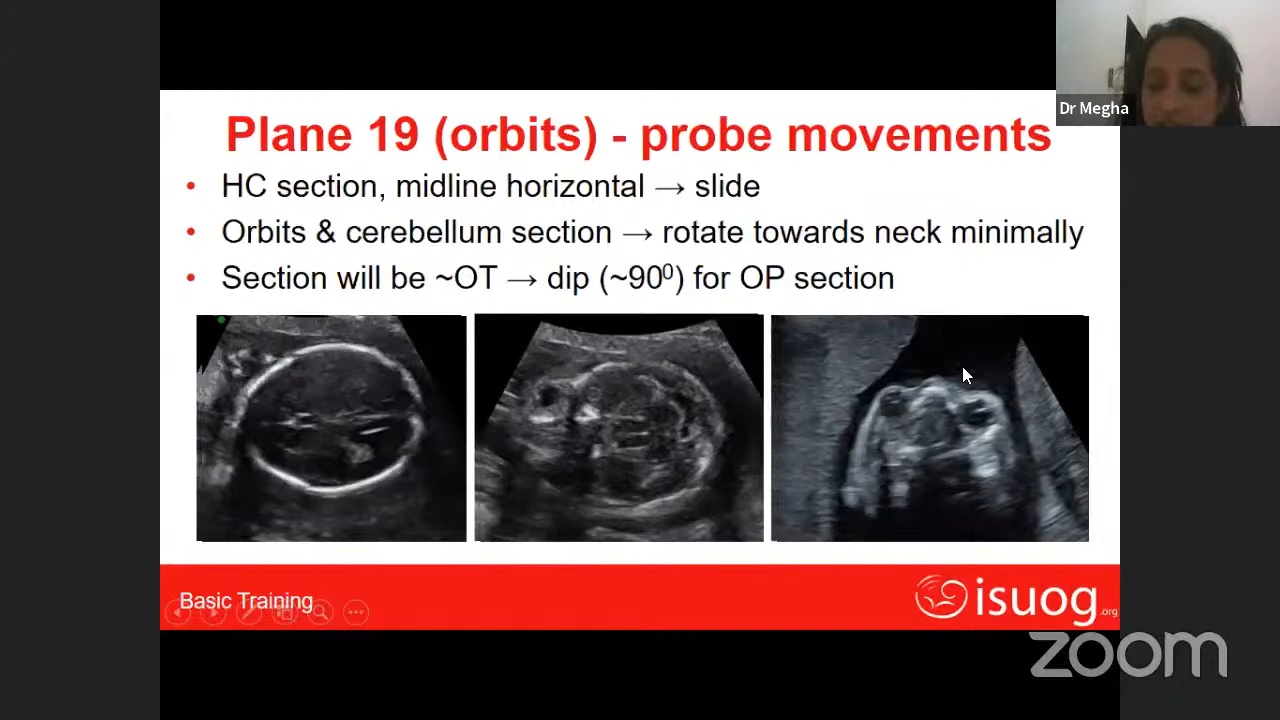 Dr Megha
Plane 19 (orbits) - probe movements
• HC section, midline horizontal → slide
• Orbits & cerebellum section → rotate towards neck minimally
• Section will be ~OT → dip (~90⁰) for OP section
Basic Training
isuog.org
zoom